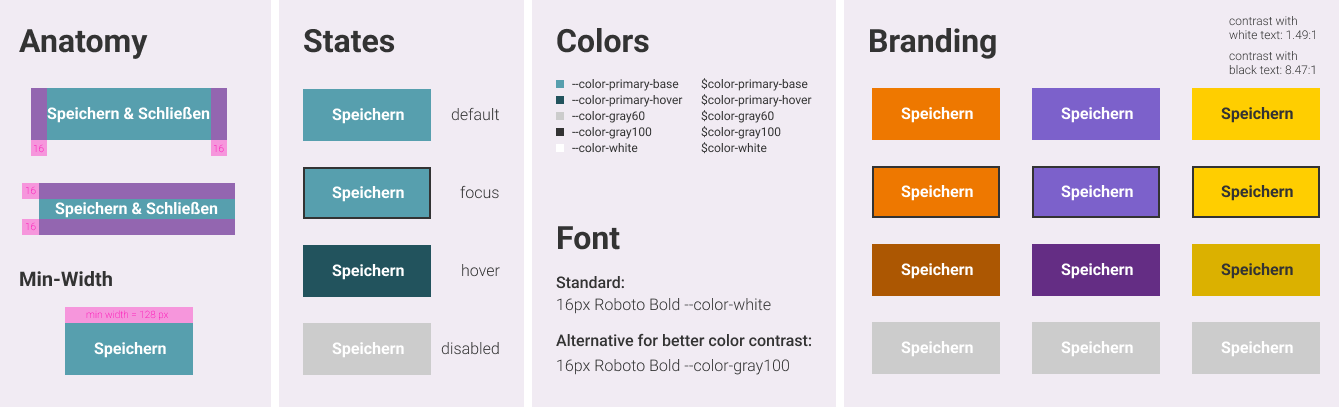 Anatomy
Speichern & Schließen
16
16
16
Speichern & Schließen
16
Min-Width
min width = 128 px
Speichern
States
Speichern
default
Speichern
focus
Speichern
hover
Speichern
disabled
Colors
--color-primary-base $color-primary-base
--color-primary-hover $color-primary-hover
--color-gray60 $color-gray60
--color-gray100 $color-gray100
--color-white $color-white
Font
Standard:
16px Roboto Bold --color-white
Alternative for better color contrast:
16px Roboto Bold --color-gray100
Branding
contrast with
white text: 1.49:1
contrast with
black text: 8.47:1
Speichern Speichern Speichern
Speichern Speichern Speichern
Speichern Speichern Speichern
Speichern Speichern Speichern